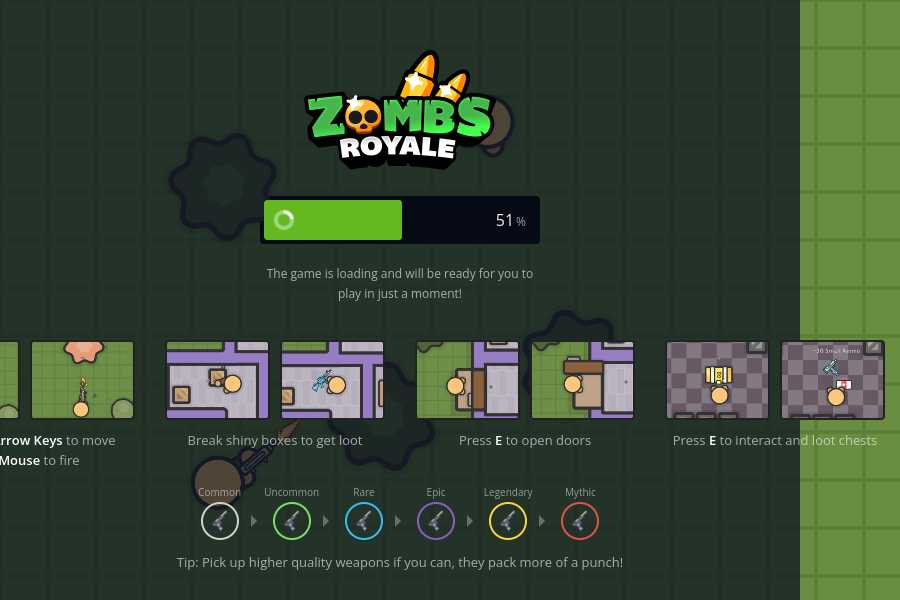 ZOMBS
ROYALE
51%
The game is loading and will be ready for you to
play in just a moment!
rrow Keys to move
Mouse to fire
Break shiny boxes to get loot
Press E to open doors
Press E to interact and loot chests
Common
Uncommon
Rare
Epic
Legendary
Mythic
Tip: Pick up higher quality weapons if you can, they pack more of a punch!